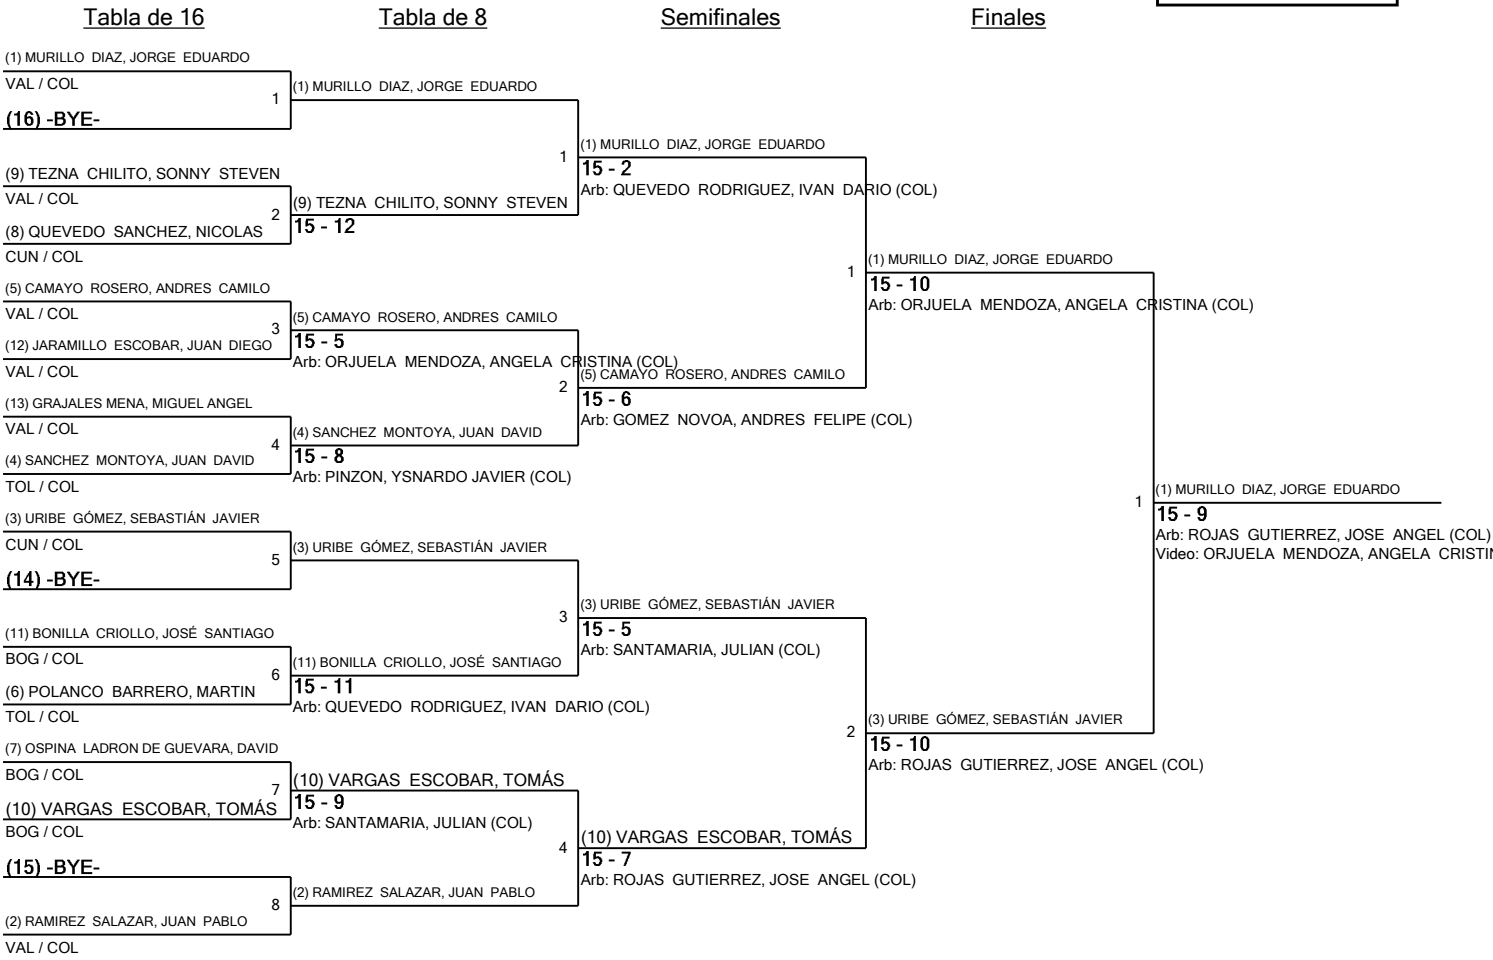 Tabla de 16
Tabla de 8
Semifinales
Finales
(1) MURILLO DIAZ, JORGE EDUARDO
VAL / COL
1
(16) -BYE-
(9) TEZNA CHILITO, SONNY STEVEN
VAL / COL
2
(8) QUEVEDO SANCHEZ, NICOLAS
CUN / COL
(5) CAMAYO ROSERO, ANDRES CAMILO
VAL / COL
3
(12) JARAMILLO ESCOBAR, JUAN DIEGO
VAL / COL
(13) GRAJALES MENA, MIGUEL ANGEL
VAL / COL
4
(4) SANCHEZ MONTOYA, JUAN DAVID
TOL / COL
(3) URIBE GÓMEZ, SEBASTIÁN JAVIER
CUN / COL
5
(14) -BYE-
(11) BONILLA CRIOLLO, JOSÉ SANTIAGO
BOG / COL
6
(6) POLANCO BARRERO, MARTIN
TOL / COL
(7) OSPINA LADRON DE GUEVARA, DAVID
BOG / COL
7
(10) VARGAS ESCOBAR, TOMÁS
BOG / COL
(15) -BYE-
8
(2) RAMIREZ SALAZAR, JUAN PABLO
VAL / COL
(1) MURILLO DIAZ, JORGE EDUARDO
1
(9) TEZNA CHILITO, SONNY STEVEN
15 - 12
(5) CAMAYO ROSERO, ANDRES CAMILO
15 - 5
Arb: ORJUELA MENDOZA, ANGELA CRISTINA (COL)
2
(4) SANCHEZ MONTOYA, JUAN DAVID
15 - 8
Arb: PINZON, YSNARDO JAVIER (COL)
(3) URIBE GÓMEZ, SEBASTIÁN JAVIER
3
(11) BONILLA CRIOLLO, JOSÉ SANTIAGO
15 - 11
Arb: QUEVEDO RODRIGUEZ, IVAN DARIO (COL)
(10) VARGAS ESCOBAR, TOMÁS
15 - 9
Arb: SANTAMARIA, JULIAN (COL)
4
(2) RAMIREZ SALAZAR, JUAN PABLO
(1) MURILLO DIAZ, JORGE EDUARDO
15 - 2
Arb: QUEVEDO RODRIGUEZ, IVAN DARIO (COL)
1
(5) CAMAYO ROSERO, ANDRES CAMILO
15 - 6
Arb: GOMEZ NOVOA, ANDRES FELIPE (COL)
(3) URIBE GÓMEZ, SEBASTIÁN JAVIER
15 - 5
Arb: SANTAMARIA, JULIAN (COL)
2
(10) VARGAS ESCOBAR, TOMÁS
15 - 7
Arb: ROJAS GUTIERREZ, JOSE ANGEL (COL)
(1) MURILLO DIAZ, JORGE EDUARDO
15 - 10
Arb: ORJUELA MENDOZA, ANGELA CRISTINA (COL)
1
(3) URIBE GÓMEZ, SEBASTIÁN JAVIER
15 - 10
Arb: ROJAS GUTIERREZ, JOSE ANGEL (COL)
(1) MURILLO DIAZ, JORGE EDUARDO
15 - 9
Arb: ROJAS GUTIERREZ, JOSE ANGEL (COL)
Video: ORJUELA MENDOZA, ANGELA